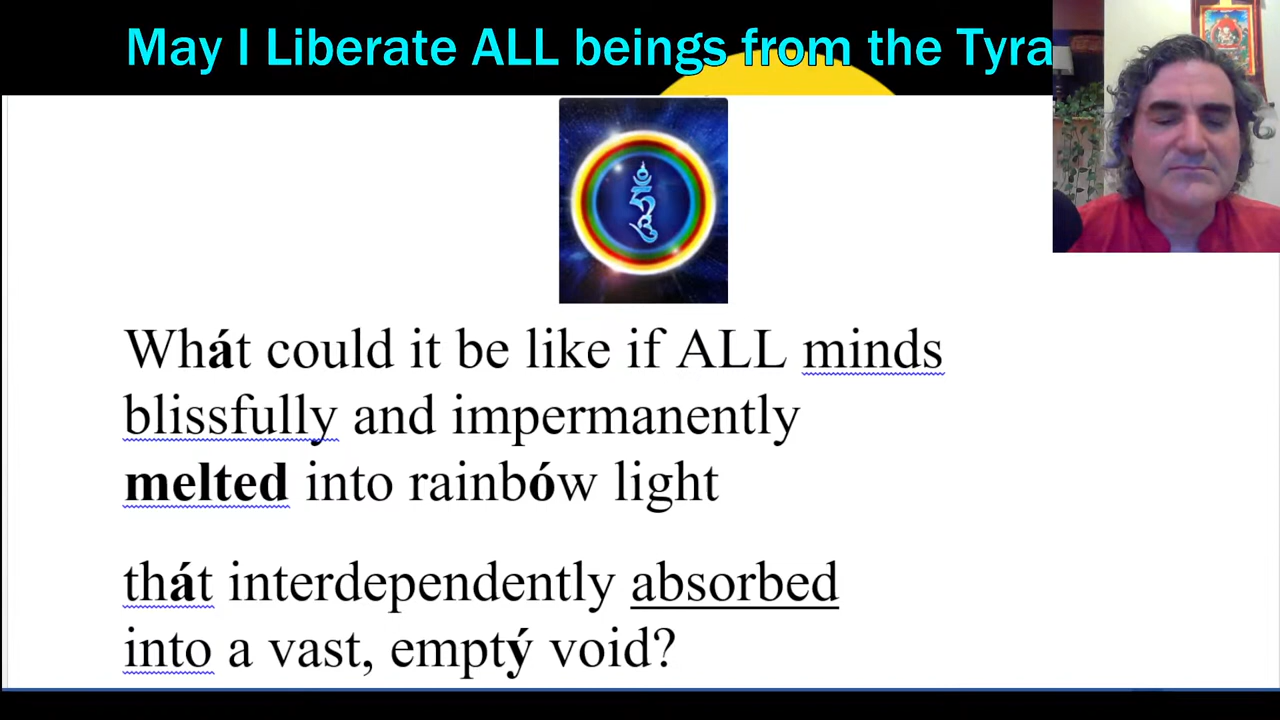 May I Liberate ALL beings from the Tyra
Whát could it be like if ALL minds
blissfully and impermanently
melted into rainbów light
thát interdependently absorbed
into a vast, emptý void?